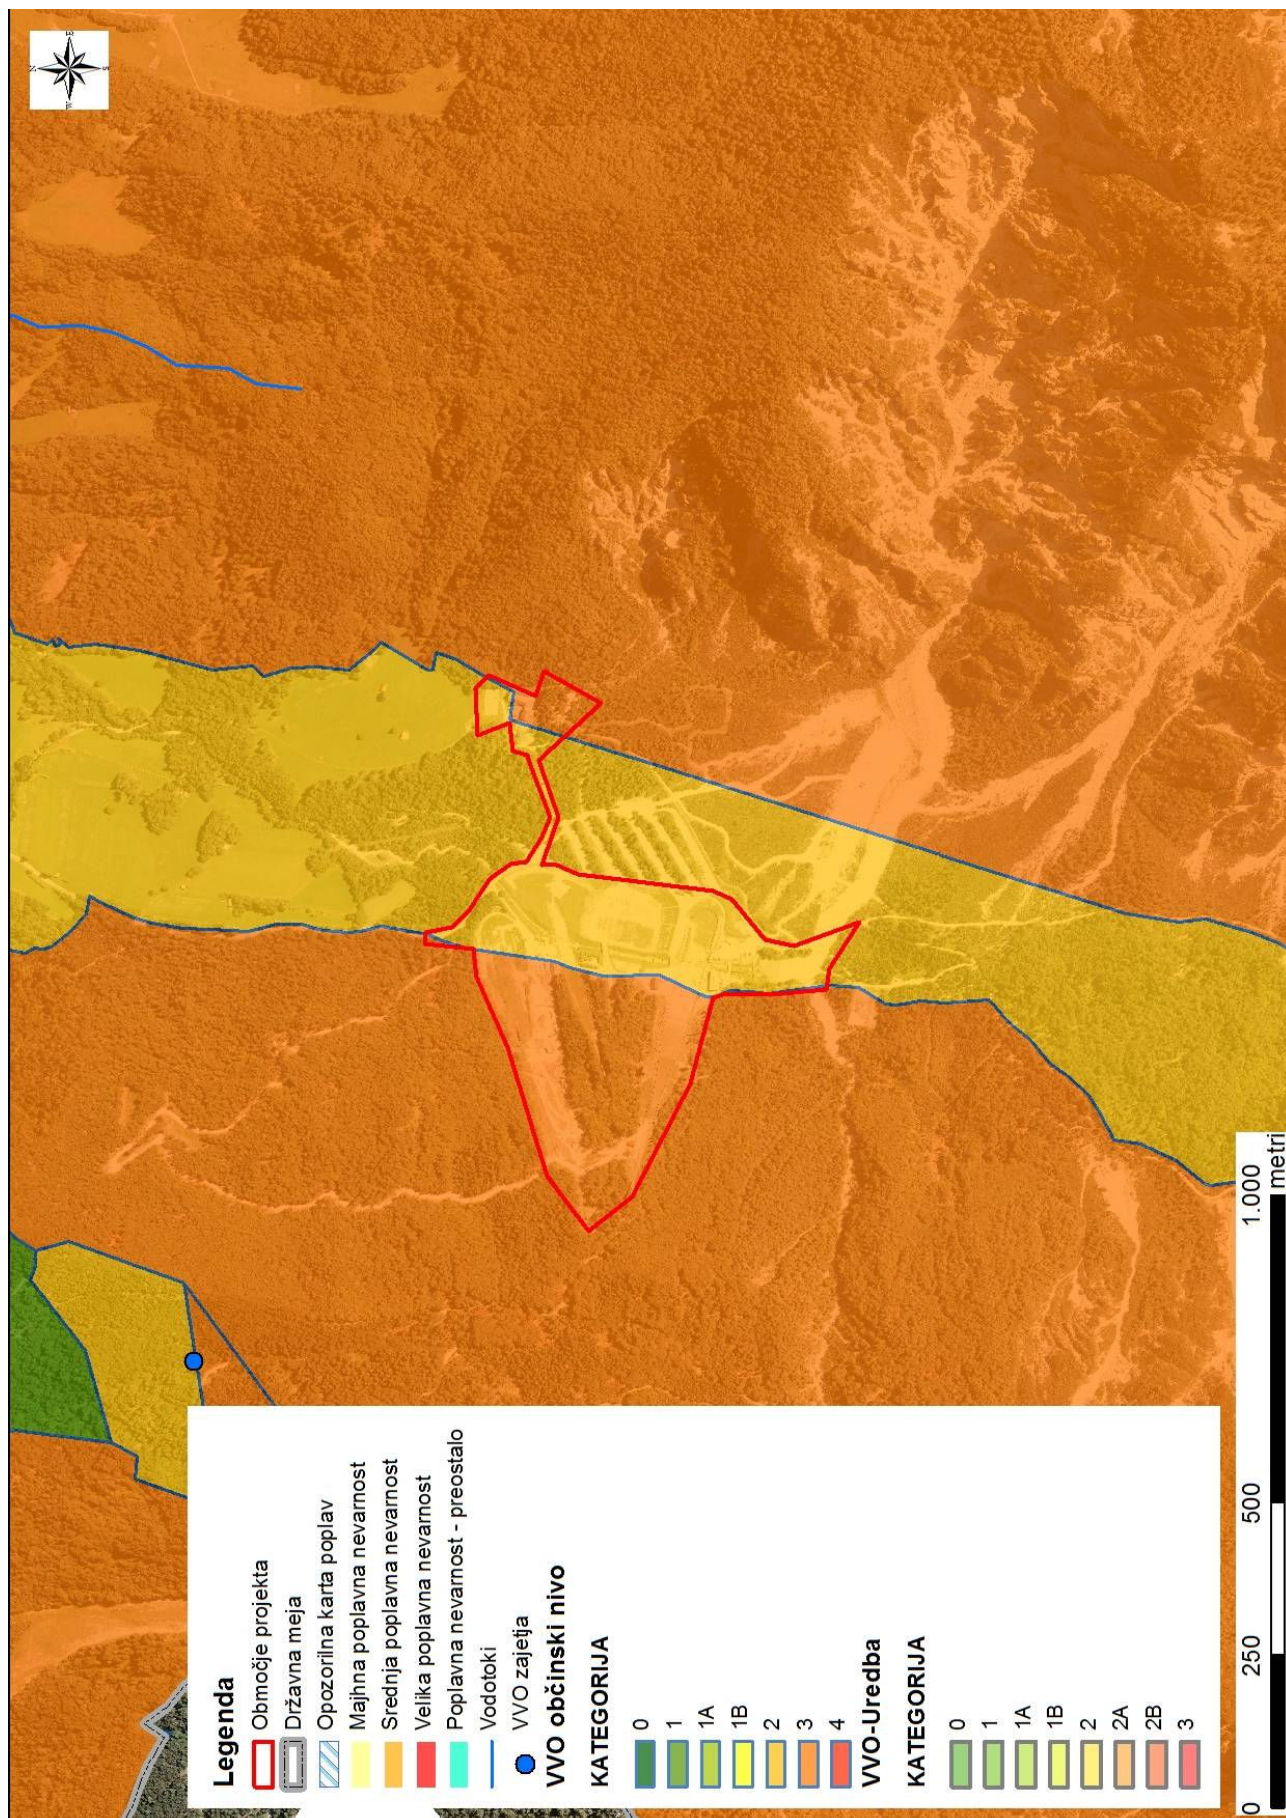 N
E
S
W
Legenda
Območje projekta
Državna meja
Opozorilna karta poplav
Majhna poplavna nevarnost
Srednja poplavna nevarnost
Velika poplavna nevarnost
Poplavna nevarnost - preostalo
Vodotoki
VVO zajetja
VVO občinski nivo
KATEGORIJA
0
1
1A
1B
2
3
4
VVO-Uredba
KATEGORIJA
0
1
1A
1B
2
2A
2B
3
0 250 500 1.000
metri